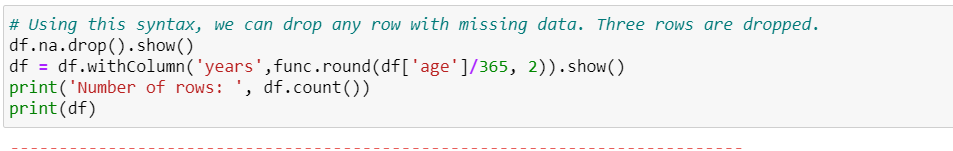 # Using this syntax, we can drop any row with missing data. Three rows are dropped.
df.na.drop().show()
df = df.withColumn('years',func.round(df['age']/365, 2)).show()
print('Number of rows: ', df.count())
print(df)
---------------------------------------------------------------------------